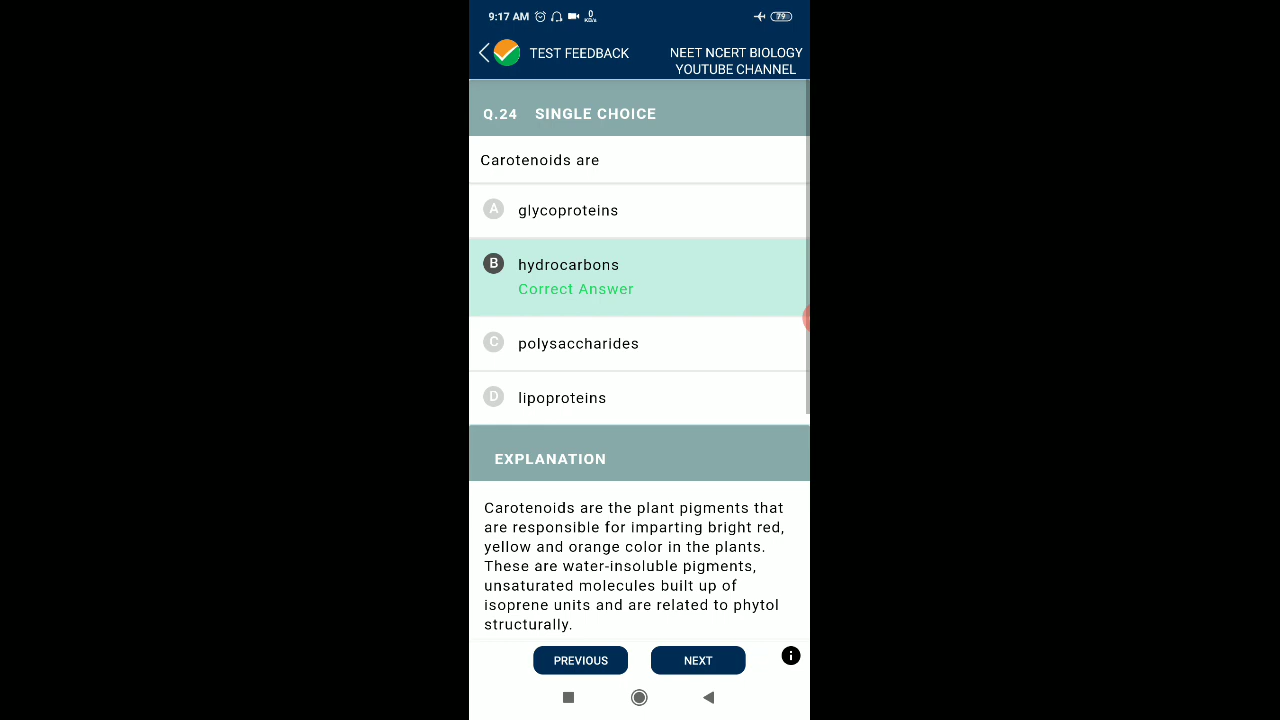 9:17 AM 0 KB/s 79
TEST FEEDBACK
NEET NCERT BIOLOGY
YOUTUBE CHANNEL
Q.24 SINGLE CHOICE
Carotenoids are
A glycoproteins
B hydrocarbons
Correct Answer
C polysaccharides
D lipoproteins
EXPLANATION
Carotenoids are the plant pigments that
are responsible for imparting bright red,
yellow and orange color in the plants.
These are water-insoluble pigments,
unsaturated molecules built up of
isoprene units and are related to phytol
structurally.
PREVIOUS NEXT